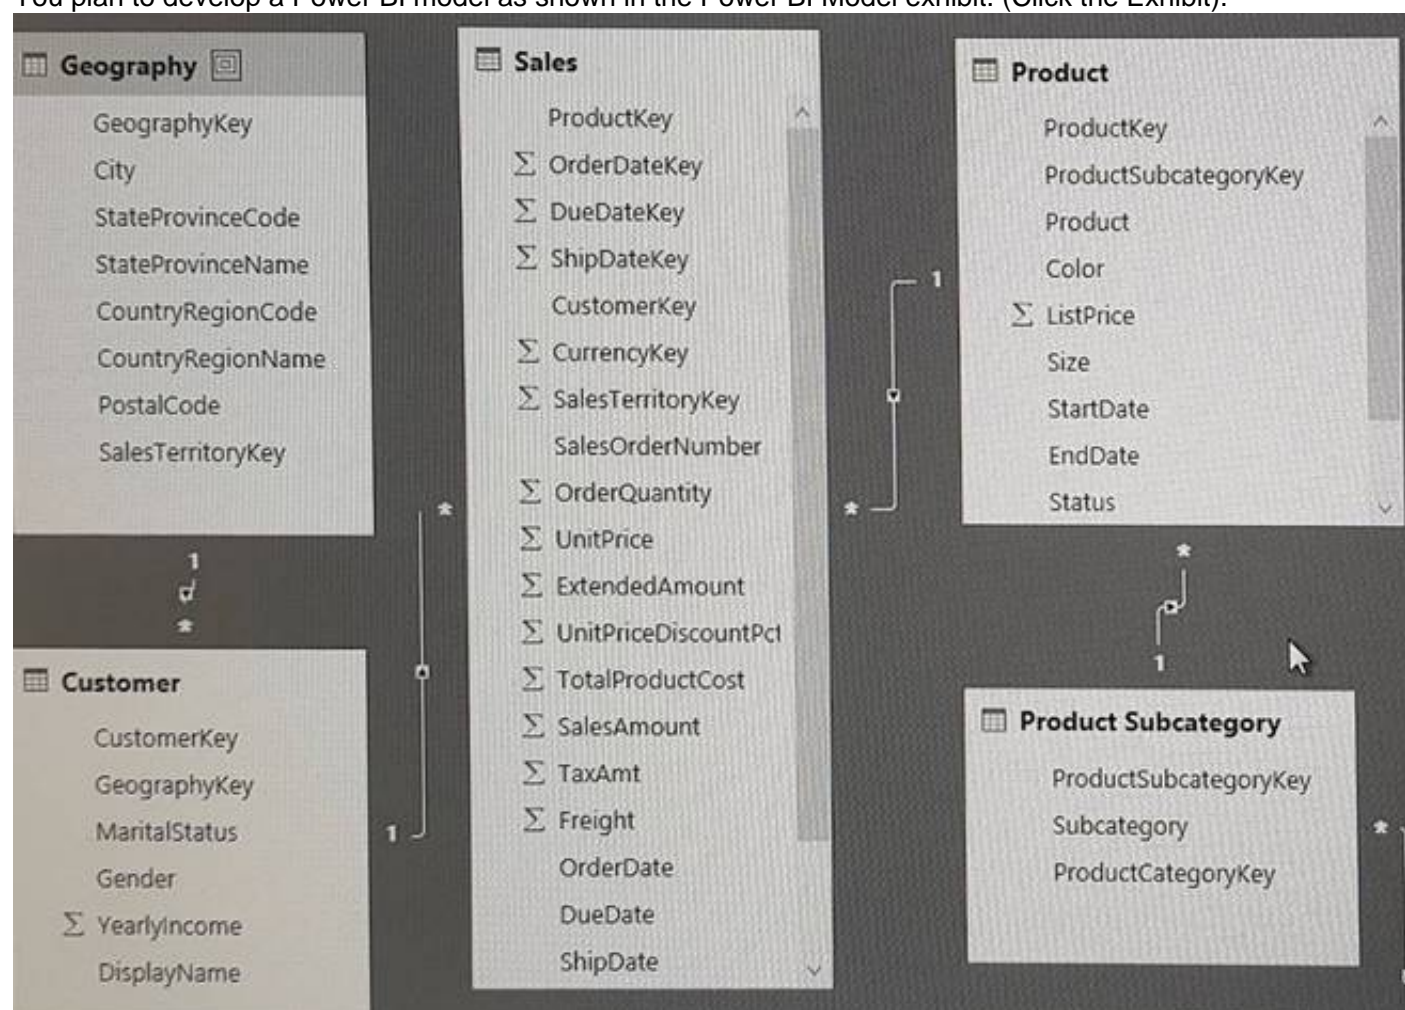 You plan to develop a Power BI model as shown in the Power BI Model exhibit. (Click the Exhibit).
Geography
GeographyKey
City
StateProvinceCode
StateProvinceName
CountryRegionCode
CountryRegionName
PostalCode
SalesTerritoryKey
1
*
Customer
CustomerKey
GeographyKey
MaritalStatus
Gender
∑ YearlyIncome
DisplayName
*
1
Sales
ProductKey
∑ OrderDateKey
∑ DueDateKey
∑ ShipDateKey
CustomerKey
∑ CurrencyKey
∑ SalesTerritoryKey
SalesOrderNumber
∑ OrderQuantity
∑ UnitPrice
∑ ExtendedAmount
∑ UnitPriceDiscountPct
∑ TotalProductCost
∑ SalesAmount
∑ TaxAmt
∑ Freight
OrderDate
DueDate
ShipDate
1
*
Product
ProductKey
ProductSubcategoryKey
Product
Color
∑ ListPrice
Size
StartDate
EndDate
Status
*
1
Product Subcategory
ProductSubcategoryKey
Subcategory
ProductCategoryKey
*